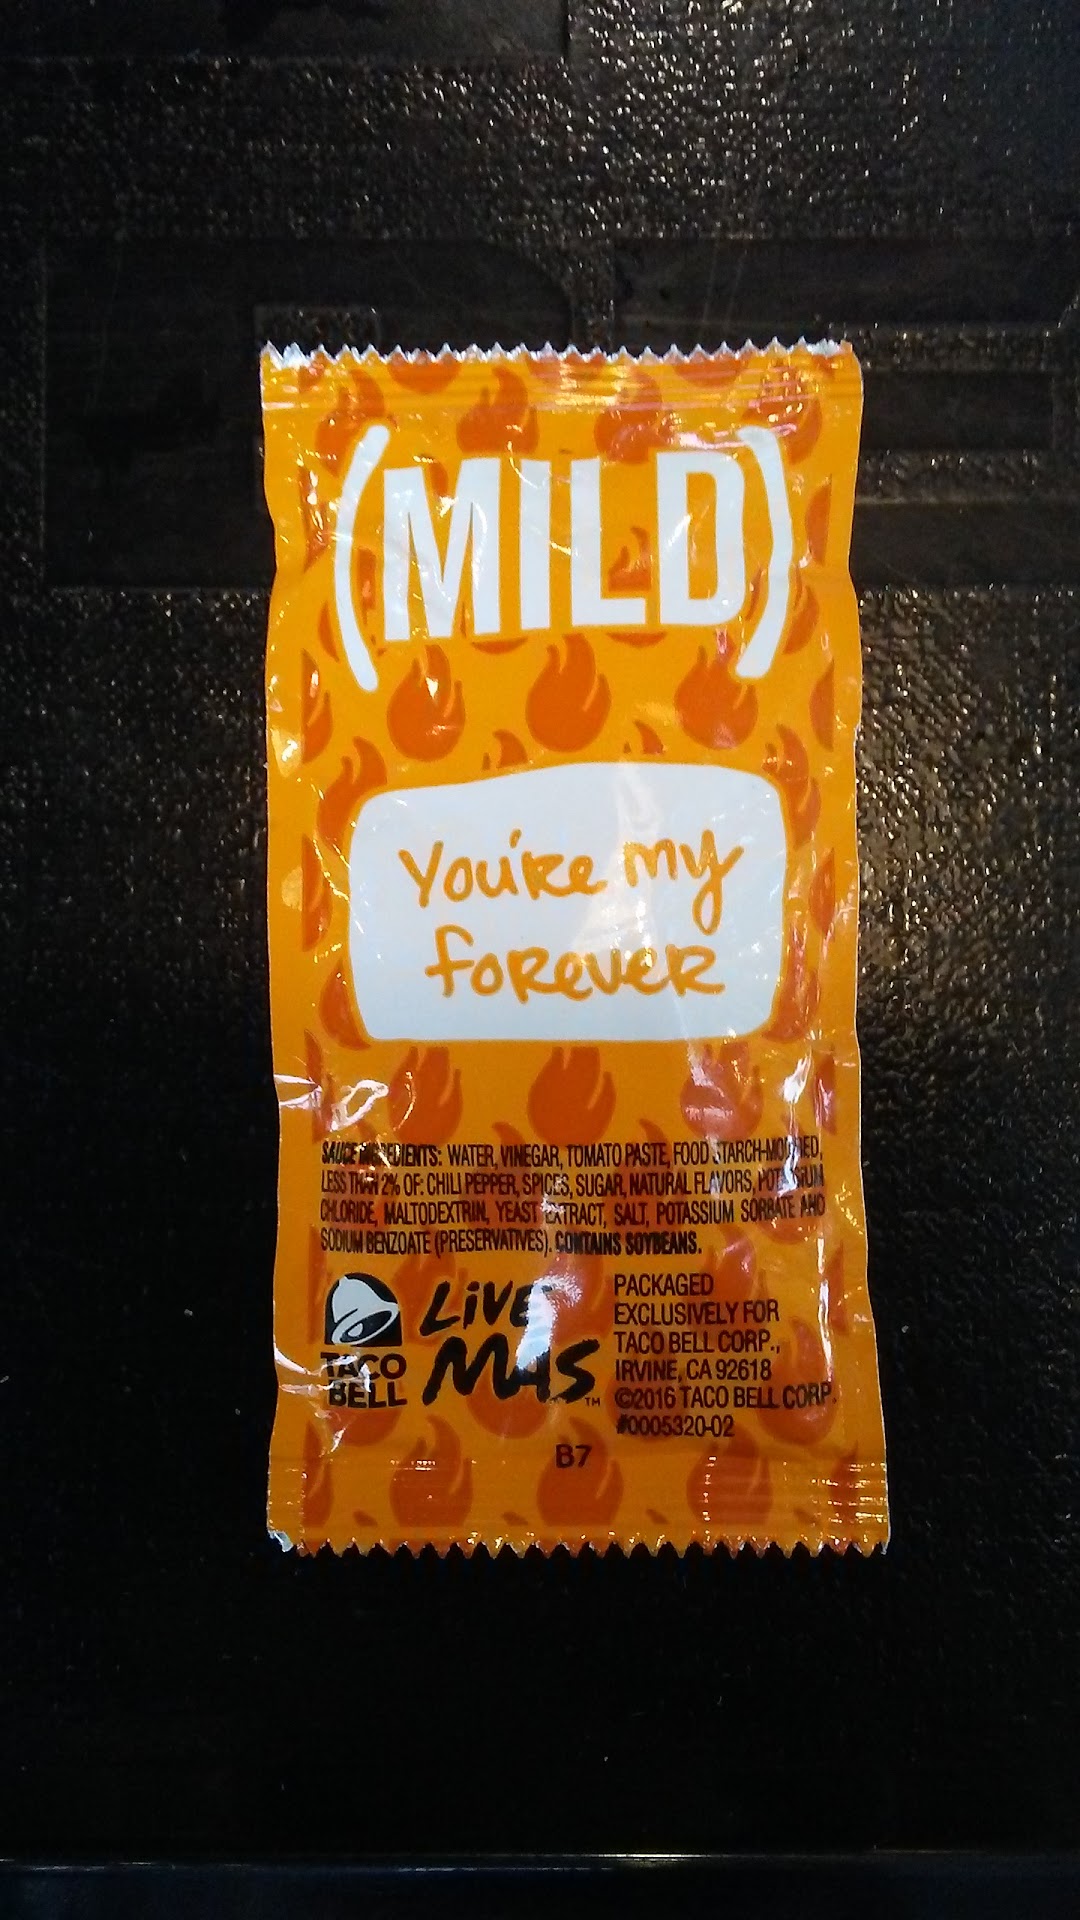 (MILD)
You're my
forever
SAUCE INGREDIENTS: WATER, VINEGAR, TOMATO PASTE, FOOD STARCH-MODIFIED,
LESS THAN 2% OF: CHILI PEPPER, SPICES, SUGAR, NATURAL FLAVORS, POTASSIUM
CHLORIDE, MALTODEXTRIN, YEAST EXTRACT, SALT, POTASSIUM SORBATE AND
SODIUM BENZOATE (PRESERVATIVES). CONTAINS SOYBEANS.
TACO
BELL
LIVE
MÁS™
PACKAGED
EXCLUSIVELY FOR
TACO BELL CORP.,
IRVINE, CA 92618
©2016 TACO BELL CORP.
#0005320-02
B7